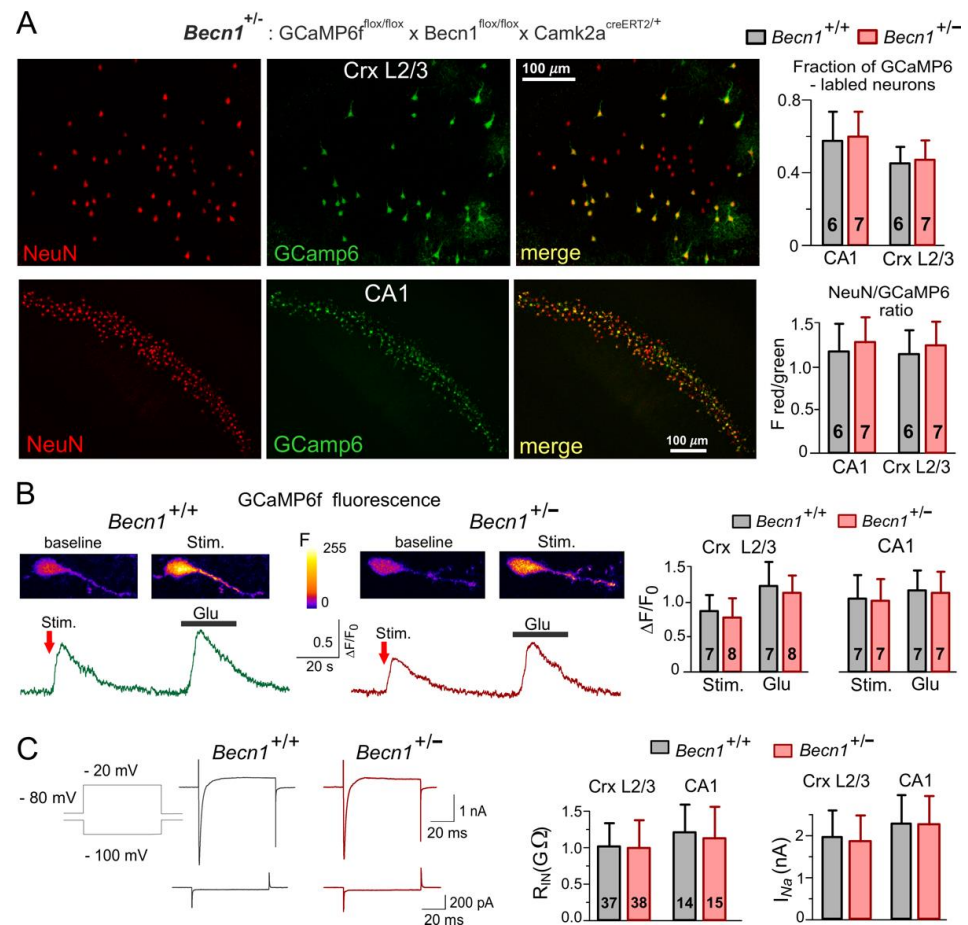 A
Becn1+/- : GCaMP6f flox/flox x Becn1 flox/flox x Camk2a creERT2/+
Becn1+/+ Becn1+/−
Crx L2/3
100 µm
NeuN
GCamp6
merge
Fraction of GCaMP6
- labled neurons
0.8
0.4
0
6 7 6 7
CA1 Crx L2/3
CA1
NeuN
GCamp6
merge
100 µm
NeuN/GCaMP6
ratio
F red/green
1.5
1.0
1.5
0
6 7 6 7
CA1 Crx L2/3
B
GCaMP6f fluorescence
Becn1+/+
baseline Stim.
F
255
0
Becn1+/−
baseline Stim.
Stim.
Glu
0.5
ΔF/F0
20 s
Stim.
Glu
Becn1+/+ Becn1+/−
Crx L2/3 CA1
ΔF/F0
1.5
1.0
0.5
0
7 8 7 8
7 7 7 7
Stim. Glu
Stim. Glu
C
- 20 mV
- 80 mV
- 100 mV
Becn1+/+
Becn1+/−
1 nA
20 ms
200 pA
20 ms
Becn1+/+ Becn1+/−
Crx L2/3 CA1
RIN(GΩ)
1.5
1.0
0.5
0.0
37 38 14 15
Crx L2/3 CA1
INa(nA)
2
0